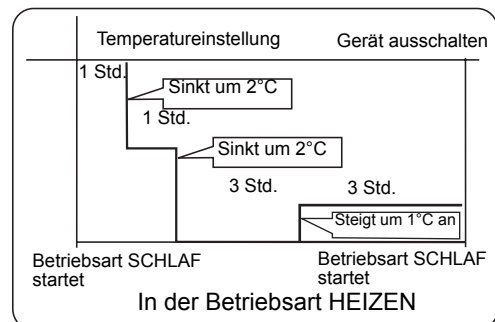 Temperatureinstellung
Gerät ausschalten
1 Std.
Sinkt um 2°C
1 Std.
Sinkt um 2°C
3 Std.
3 Std.
Steigt um 1°C an
Betriebsart SCHLAF
startet
Betriebsart SCHLAF
startet
In der Betriebsart HEIZEN